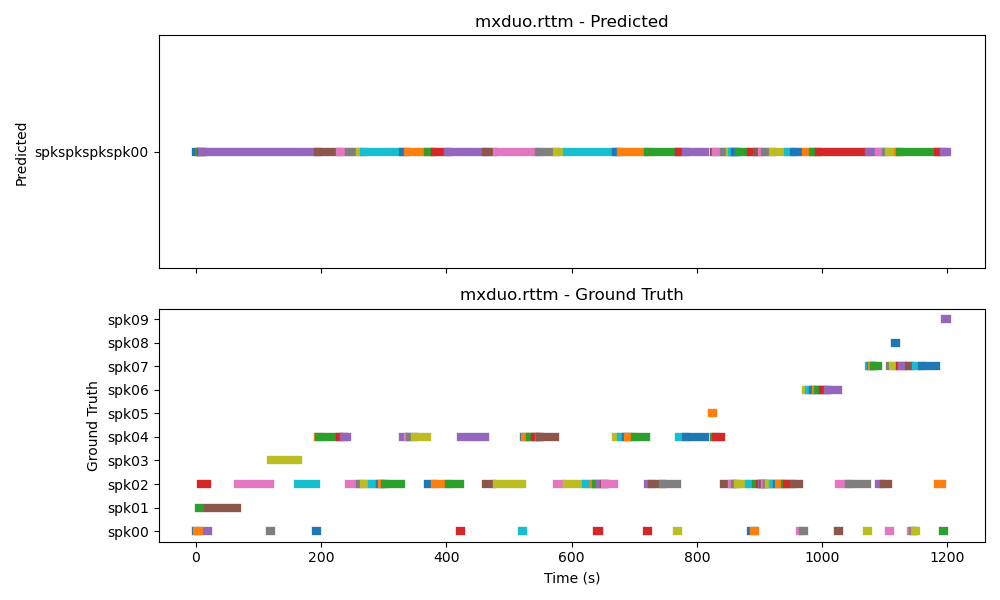 mxduo.rttm - Predicted
Predicted
spkspkspkspk00
mxduo.rttm - Ground Truth
Ground Truth
spk09
spk08
spk07
spk06
spk05
spk04
spk03
spk02
spk01
spk00
0 200 400 600 800 1000 1200
Time (s)